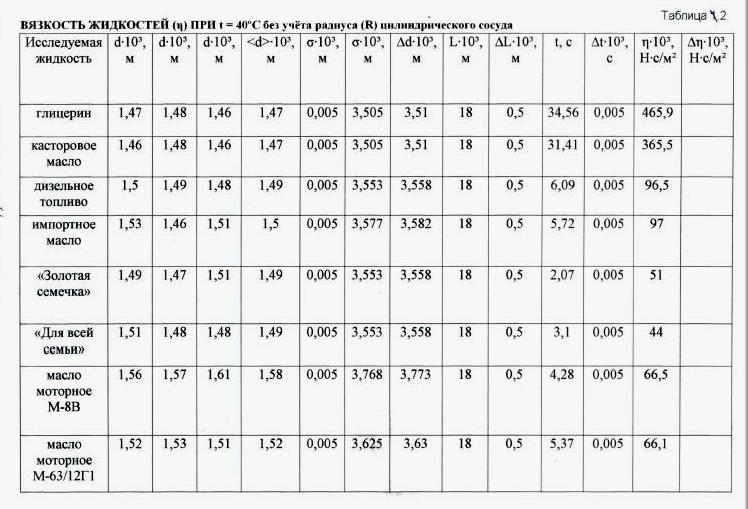 Таблица 1.2
ВЯЗКОСТЬ ЖИДКОСТЕЙ (η) ПРИ t = 40°С без учёта радиуса (R) цилиндрического сосуда
Исследуемая жидкость d·10³, м d·10³, м d·10³, м <d>·10³, м σ·10³, м σ·10³, м Δd·10³, м L·10³, м ΔL·10³, м t, с Δt·10³, с η·10³, Н·с/м² Δη·10³, Н·с/м²
глицерин 1,47 1,48 1,46 1,47 0,005 3,505 3,51 18 0,5 34,56 0,005 465,9
касторовое масло 1,46 1,48 1,46 1,47 0,005 3,505 3,51 18 0,5 31,41 0,005 365,5
дизельное топливо 1,5 1,49 1,48 1,49 0,005 3,553 3,558 18 0,5 6,09 0,005 96,5
импортное масло 1,53 1,46 1,51 1,5 0,005 3,577 3,582 18 0,5 5,72 0,005 97
«Золотая семечка» 1,49 1,47 1,51 1,49 0,005 3,553 3,558 18 0,5 2,07 0,005 51
«Для всей семьи» 1,51 1,48 1,48 1,49 0,005 3,553 3,558 18 0,5 3,1 0,005 44
масло моторное М-8В 1,56 1,57 1,61 1,58 0,005 3,768 3,773 18 0,5 4,28 0,005 66,5
масло моторное М-63/12Г1 1,52 1,53 1,51 1,52 0,005 3,625 3,63 18 0,5 5,37 0,005 66,1